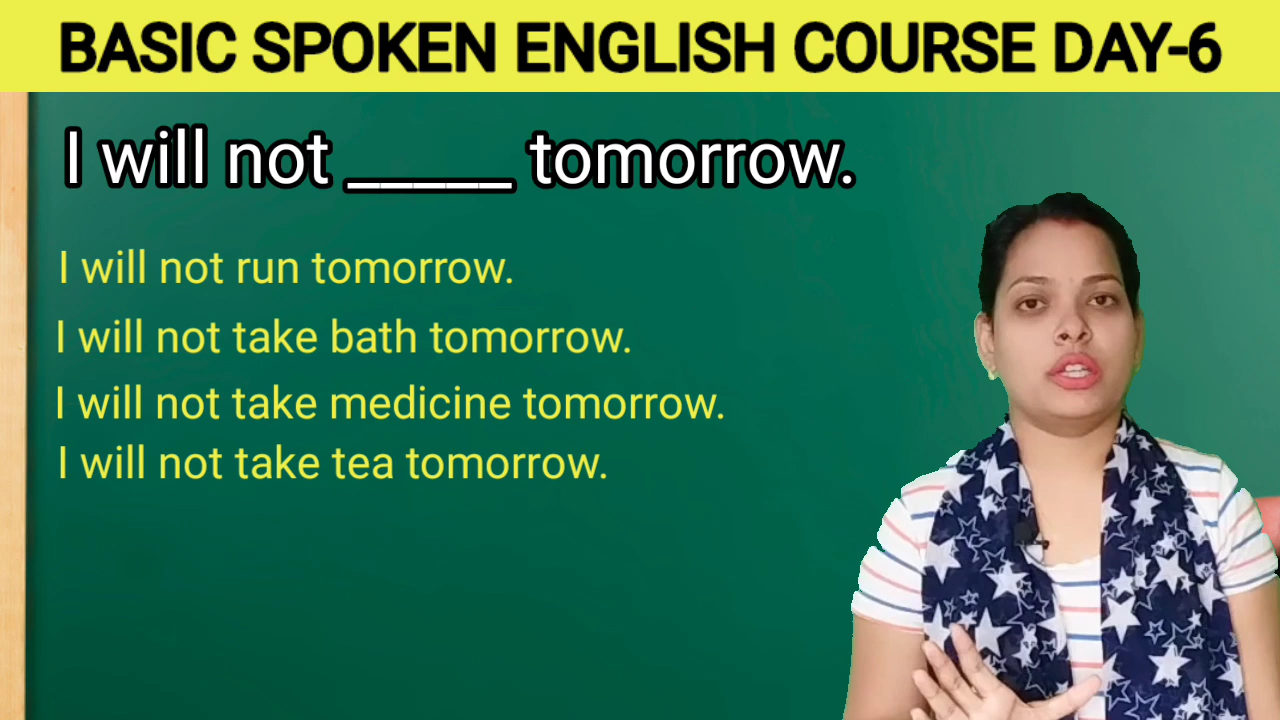 BASIC SPOKEN ENGLISH COURSE DAY-6
I will not _____ tomorrow.
I will not run tomorrow.
I will not take bath tomorrow.
I will not take medicine tomorrow.
I will not take tea tomorrow.